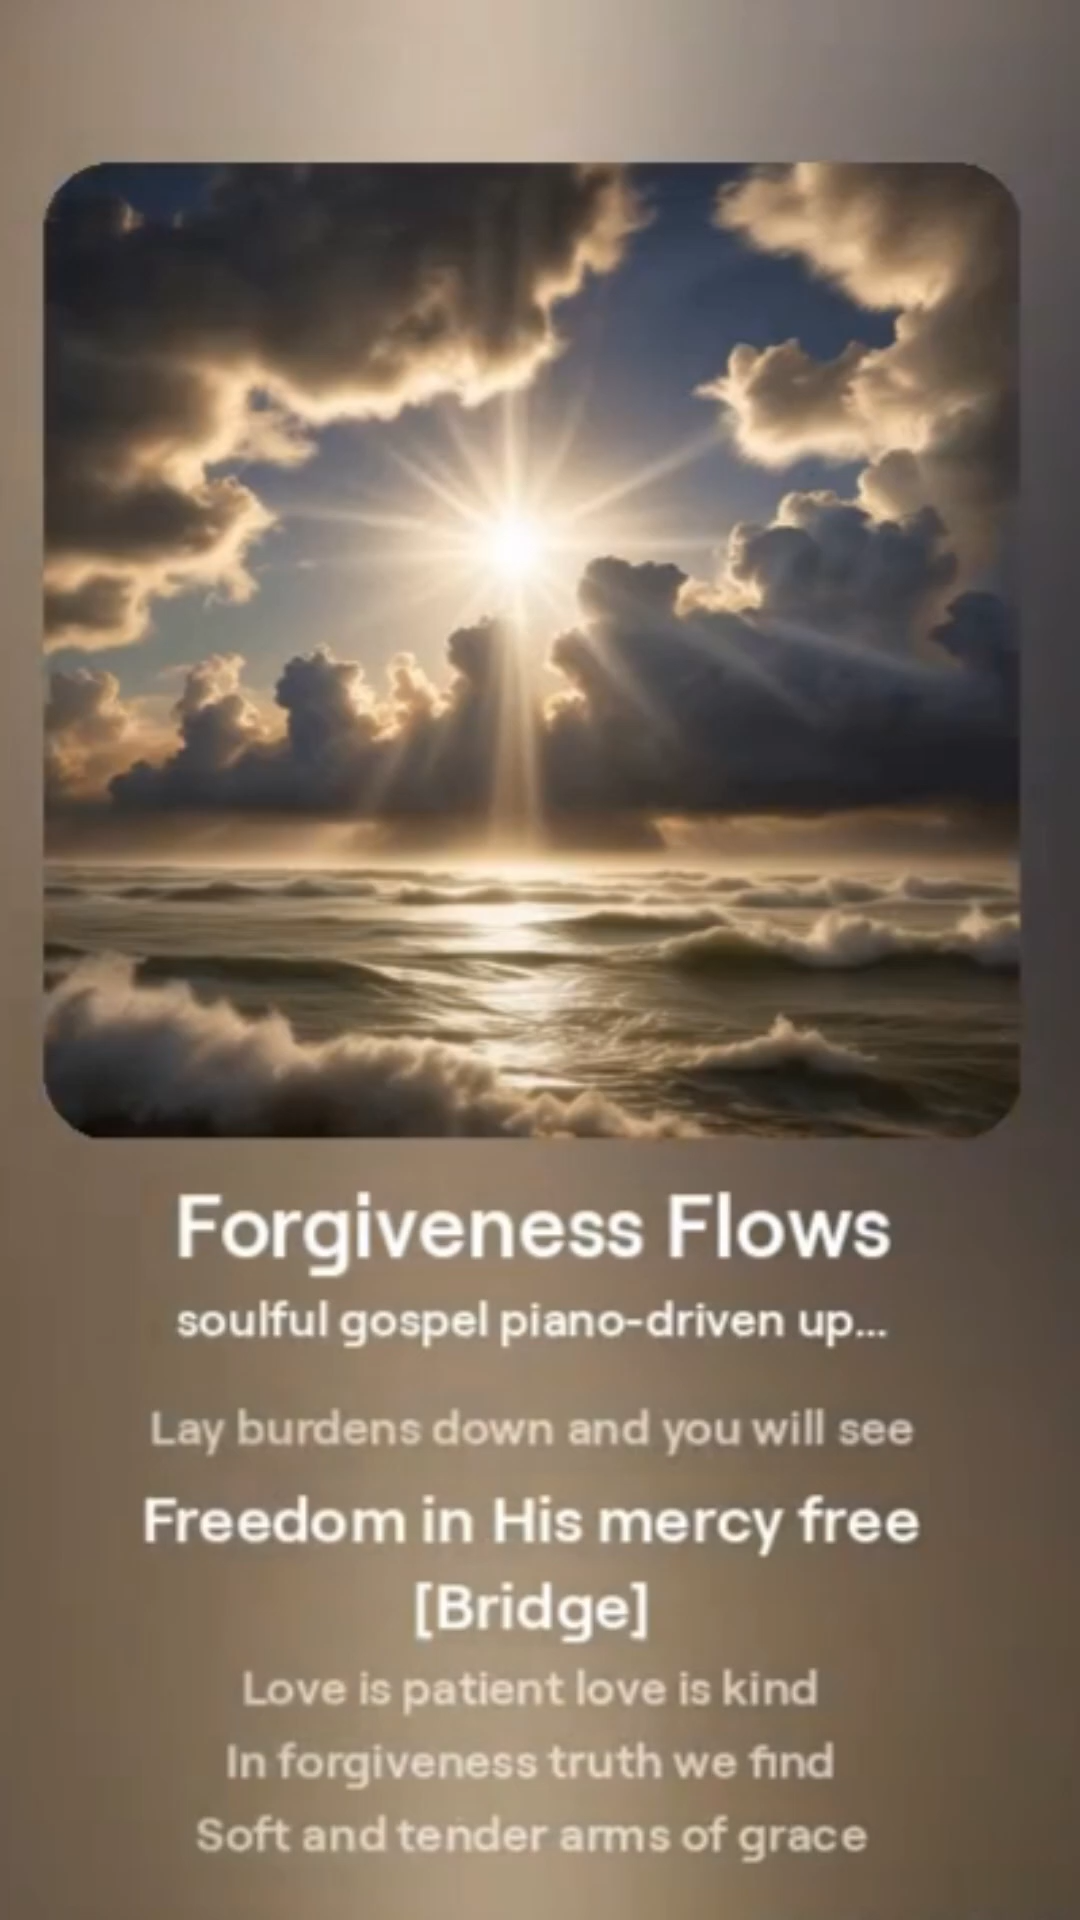 Forgiveness Flows
soulful gospel piano-driven up...
Lay burdens down and you will see
Freedom in His mercy free
[Bridge]
Love is patient love is kind
In forgiveness truth we find
Soft and tender arms of grace